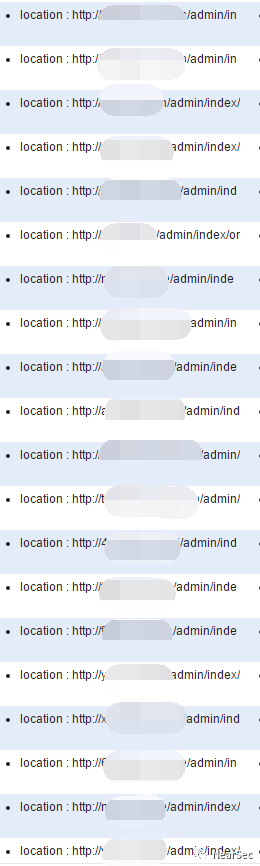 • location : http:// /admin/in
• location : http:// /admin/in
• location : http:// /admin/index/
• location : http:// /admin/index/
• location : http:// /admin/ind
• location : http:// /admin/index/or
• location : http:// /admin/inde
• location : http:// admin/in
• location : http:// /admin/inde
• location : http://a /admin/ind
• location : http:// /admin/
• location : http://t /admin/
• location : http://4 /admin/ind
• location : http:// /admin/inde
• location : http:// /admin/inde
• location : http://y admin/index/
• location : http://x admin/ind
• location : http://6 /admin/in
• location : http:// /admin/index/
• location : http:// /admin/index/
NearSec